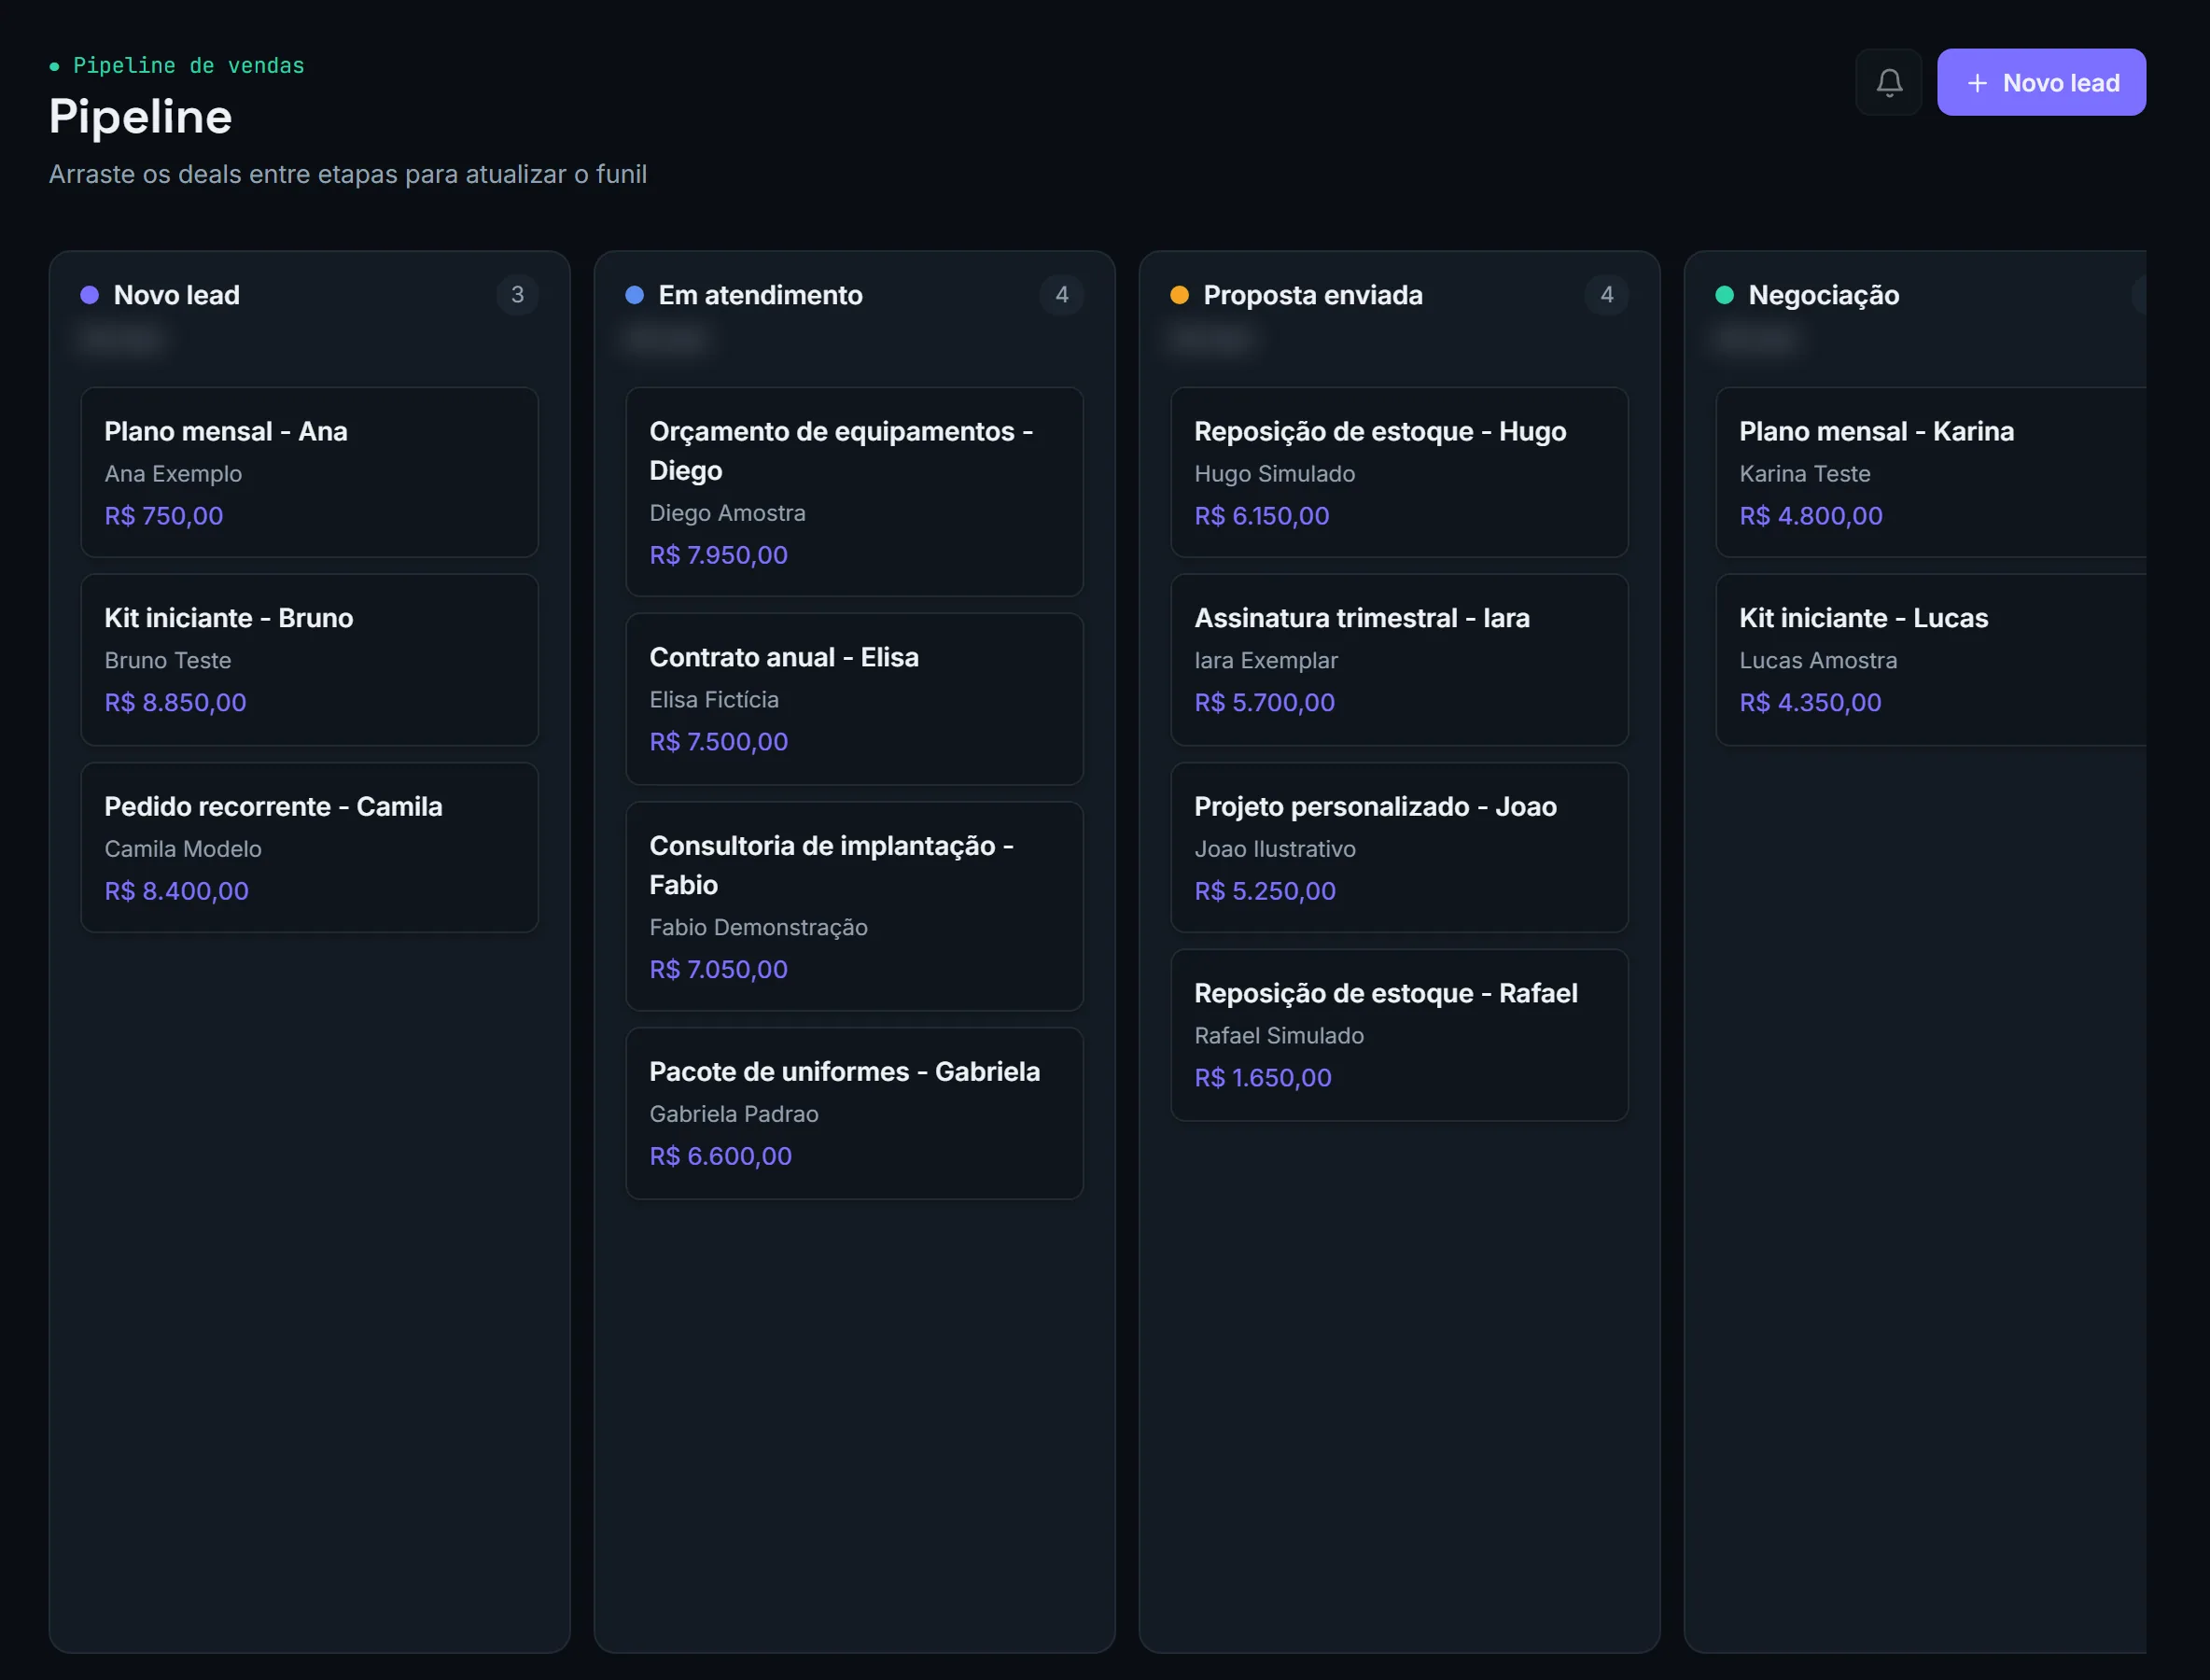 Pipeline de vendas
Pipeline
Arraste os deals entre etapas para atualizar o funil
+ Novo lead
Novo lead
3
Plano mensal - Ana
Ana Exemplo
R$ 750,00
Kit iniciante - Bruno
Bruno Teste
R$ 8.850,00
Pedido recorrente - Camila
Camila Modelo
R$ 8.400,00
Em atendimento
4
Orçamento de equipamentos -
Diego
Diego Amostra
R$ 7.950,00
Contrato anual - Elisa
Elisa Fictícia
R$ 7.500,00
Consultoria de implantação -
Fabio
Fabio Demonstração
R$ 7.050,00
Pacote de uniformes - Gabriela
Gabriela Padrao
R$ 6.600,00
Proposta enviada
4
Reposição de estoque - Hugo
Hugo Simulado
R$ 6.150,00
Assinatura trimestral - Iara
Iara Exemplar
R$ 5.700,00
Projeto personalizado - Joao
Joao Ilustrativo
R$ 5.250,00
Reposição de estoque - Rafael
Rafael Simulado
R$ 1.650,00
Negociação
Plano mensal - Karina
Karina Teste
R$ 4.800,00
Kit iniciante - Lucas
Lucas Amostra
R$ 4.350,00